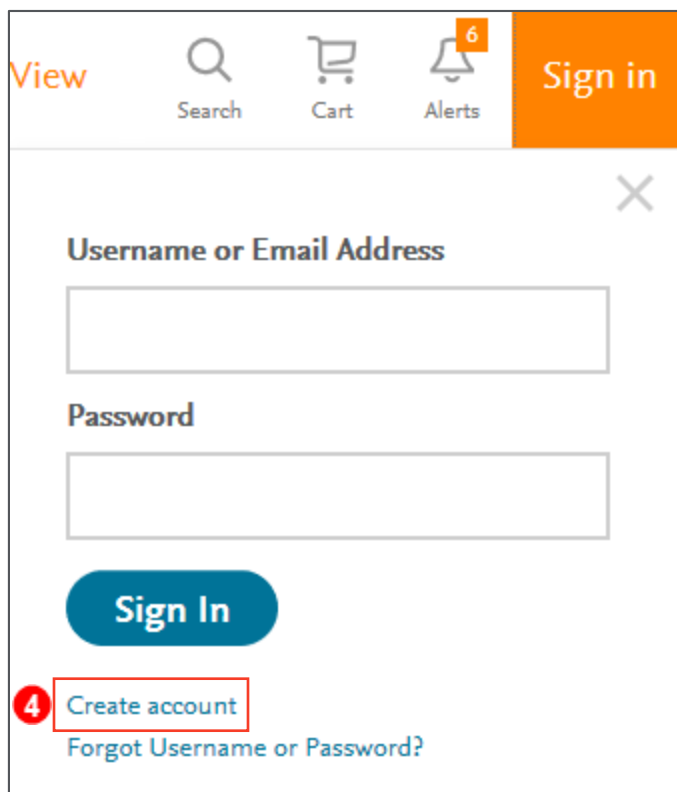 View
Search
Cart
6
Alerts
Sign in
Username or Email Address
Password
Sign In
4
Create account
Forgot Username or Password?